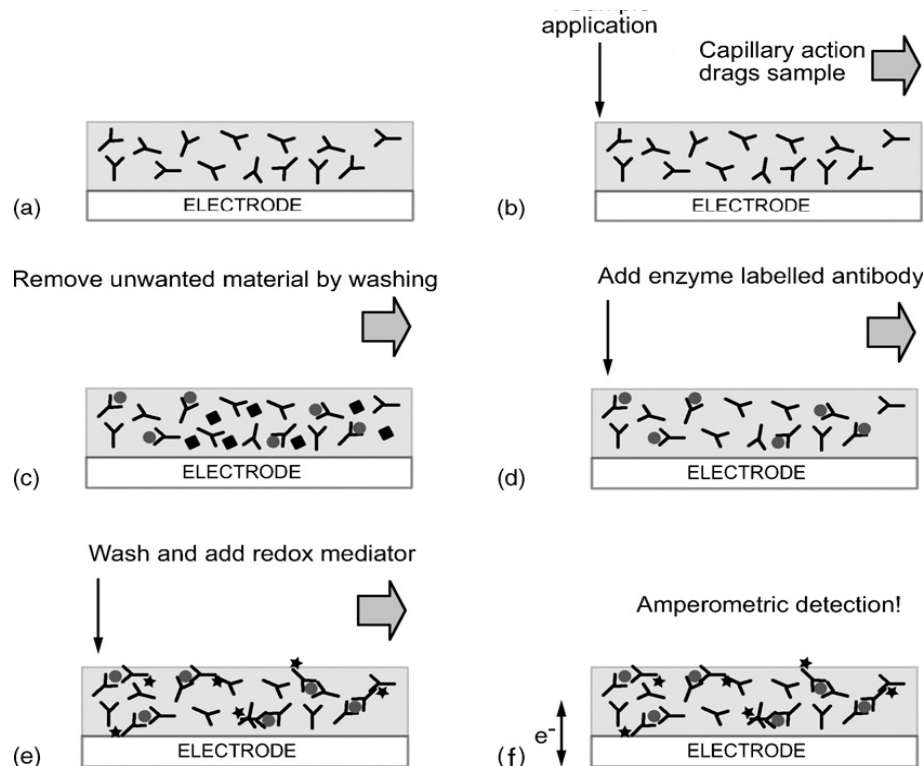 application
Capillary action
drags sample
ELECTRODE
(a)
ELECTRODE
(b)
Remove unwanted material by washing
Add enzyme labelled antibody
ELECTRODE
(c)
ELECTRODE
(d)
Wash and add redox mediator
Amperometric detection!
e-
ELECTRODE
(e)
ELECTRODE
(f)